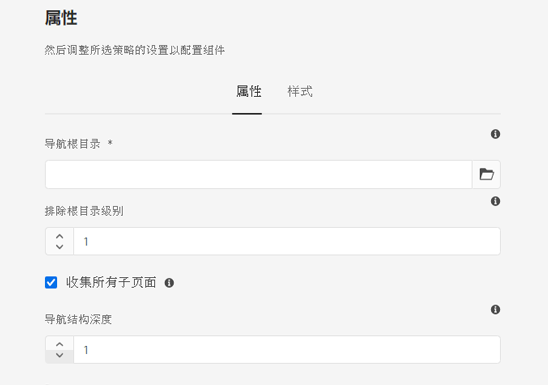 属性
然后调整所选策略的设置以配置组件
属性 样式
导航根目录 *
排除根目录级别
1
收集所有子页面
导航结构深度
1